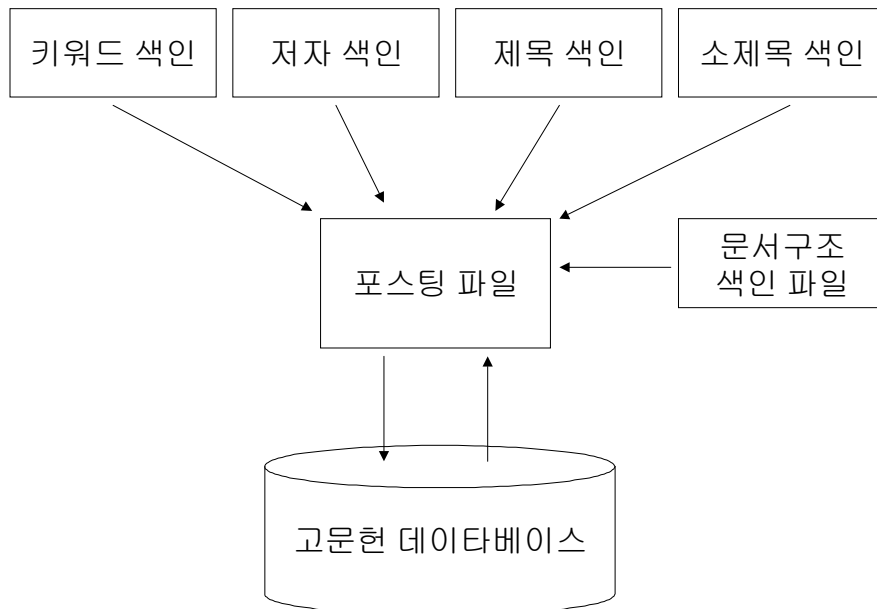 키워드 색인
저자 색인
제목 색인
소제목 색인
포스팅 파일
문서구조
색인 파일
고문헌 데이타베이스